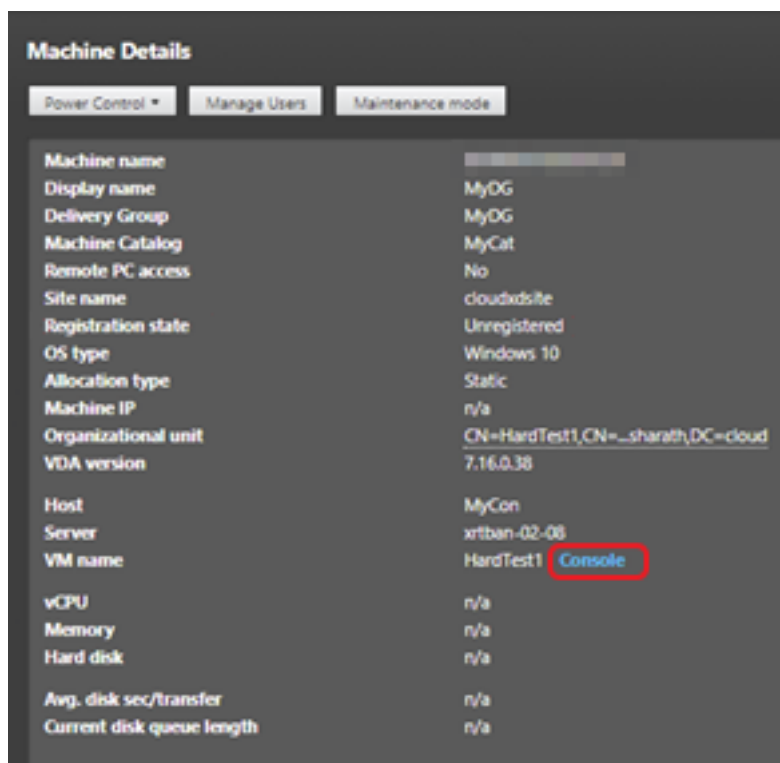 Machine Details
Power Control Manage Users Maintenance mode
Machine name
Display name MyDG
Delivery Group MyDG
Machine Catalog MyCat
Remote PC access No
Site name cloudxdsite
Registration state Unregistered
OS type Windows 10
Allocation type Static
Machine IP n/a
Organizational unit CN=HardTest1,CN=...sharath,DC=cloud
VDA version 7.16.0.38
Host MyCon
Server xrtban-02-08
VM name HardTest1 Console
vCPU n/a
Memory n/a
Hard disk n/a
Avg. disk sec/transfer n/a
Current disk queue length n/a